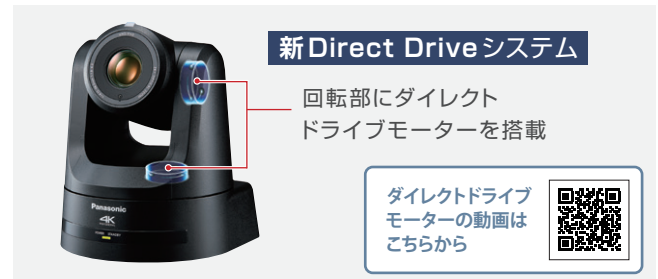 新Direct Driveシステム
回転部にダイレクト
ドライブモーターを搭載
ダイレクトドライブ
モーターの動画は
こちらから
Panasonic
4K